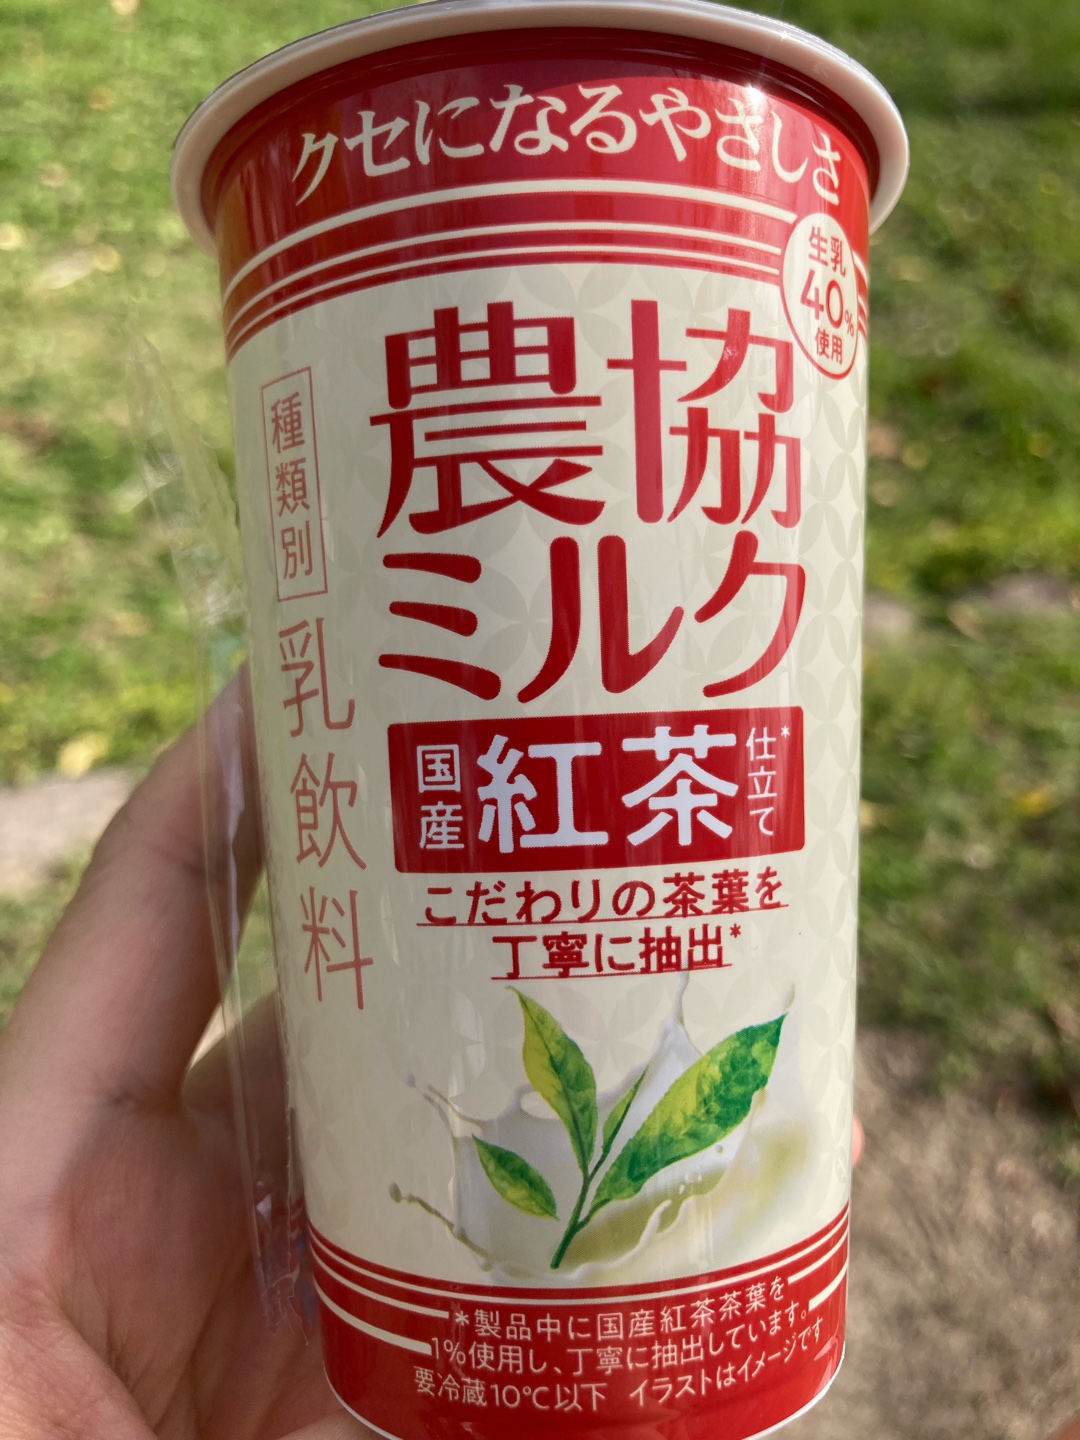 クセになるやさしさ
生乳
40%
使用
農協
ミルク
種類別
乳飲料
国産
紅茶
仕立て*
こだわりの茶葉を
丁寧に抽出*
*製品中に国産紅茶茶葉を
1%使用し、丁寧に抽出しています。
要冷蔵10℃以下 イラストはイメージです